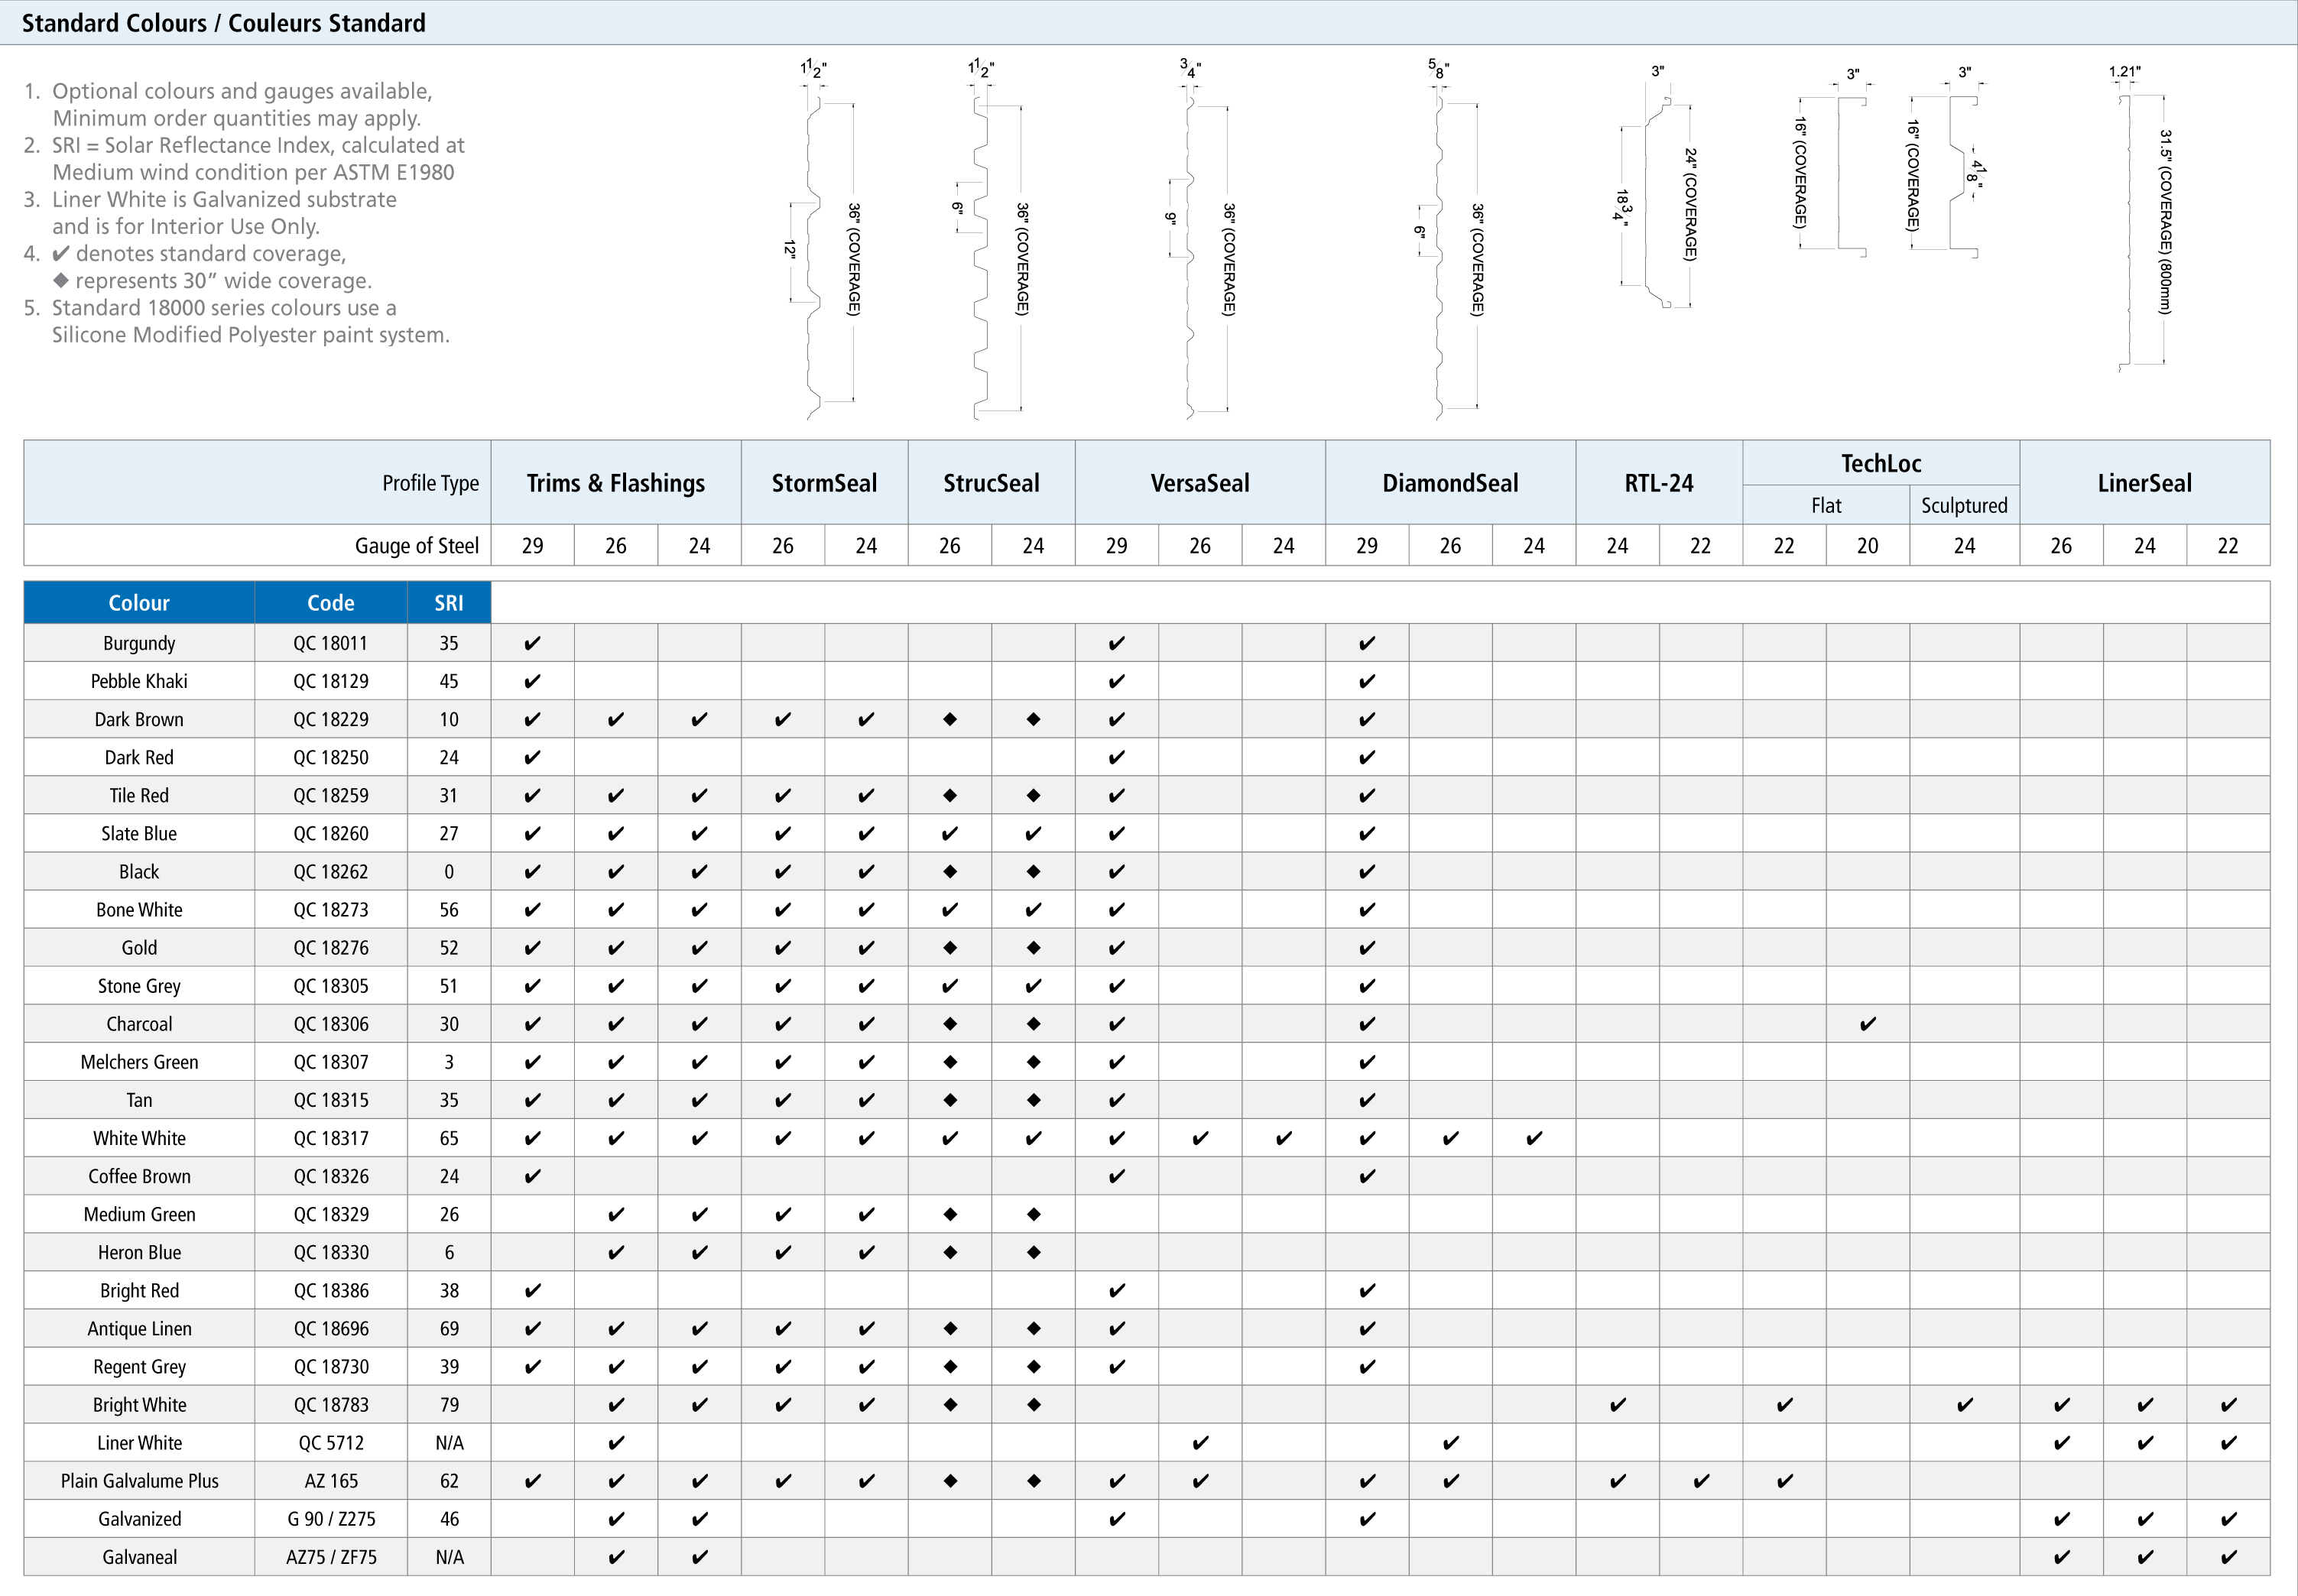 Standard Colours / Couleurs Standard
1. Optional colours and gauges available,
Minimum order quantities may apply.
2. SRI = Solar Reflectance Index, calculated at
Medium wind condition per ASTM E1980
3. Liner White is Galvanized substrate
and is for Interior Use Only.
4. ✔ denotes standard coverage,
◆ represents 30” wide coverage.
5. Standard 18000 series colours use a
Silicone Modified Polyester paint system.
1 1/2"
12"
36" (COVERAGE)
1 1/2"
6"
36" (COVERAGE)
3/4"
9"
36" (COVERAGE)
5/8"
6"
36" (COVERAGE)
3"
18 3/4"
24" (COVERAGE)
3"
16" (COVERAGE)
3"
16" (COVERAGE)
4 1/8"
1.21"
31.5" (COVERAGE) (800mm)
Profile Type Trims & Flashings StormSeal StrucSeal VersaSeal DiamondSeal RTL-24 TechLoc LinerSeal
Flat Sculptured
Gauge of Steel 29 26 24 26 24 26 24 29 26 24 29 26 24 24 22 22 20 24 26 24 22
Colour Code SRI
Burgundy QC 18011 35 ✔ ✔ ✔
Pebble Khaki QC 18129 45 ✔ ✔ ✔
Dark Brown QC 18229 10 ✔ ✔ ✔ ✔ ✔ ◆ ◆ ✔ ✔
Dark Red QC 18250 24 ✔ ✔ ✔
Tile Red QC 18259 31 ✔ ✔ ✔ ✔ ✔ ◆ ◆ ✔ ✔
Slate Blue QC 18260 27 ✔ ✔ ✔ ✔ ✔ ✔ ✔ ✔ ✔
Black QC 18262 0 ✔ ✔ ✔ ✔ ✔ ◆ ◆ ✔ ✔
Bone White QC 18273 56 ✔ ✔ ✔ ✔ ✔ ✔ ✔ ✔ ✔
Gold QC 18276 52 ✔ ✔ ✔ ✔ ✔ ◆ ◆ ✔ ✔
Stone Grey QC 18305 51 ✔ ✔ ✔ ✔ ✔ ✔ ✔ ✔ ✔
Charcoal QC 18306 30 ✔ ✔ ✔ ✔ ✔ ◆ ◆ ✔ ✔ ✔
Melchers Green QC 18307 3 ✔ ✔ ✔ ✔ ✔ ◆ ◆ ✔ ✔
Tan QC 18315 35 ✔ ✔ ✔ ✔ ✔ ◆ ◆ ✔ ✔
White White QC 18317 65 ✔ ✔ ✔ ✔ ✔ ✔ ✔ ✔ ✔ ✔ ✔ ✔ ✔
Coffee Brown QC 18326 24 ✔ ✔ ✔
Medium Green QC 18329 26 ✔ ✔ ✔ ✔ ◆ ◆
Heron Blue QC 18330 6 ✔ ✔ ✔ ✔ ◆ ◆
Bright Red QC 18386 38 ✔ ✔ ✔
Antique Linen QC 18696 69 ✔ ✔ ✔ ✔ ✔ ◆ ◆ ✔ ✔
Regent Grey QC 18730 39 ✔ ✔ ✔ ✔ ✔ ◆ ◆ ✔ ✔
Bright White QC 18783 79 ✔ ✔ ✔ ✔ ◆ ◆ ✔ ✔ ✔ ✔ ✔ ✔
Liner White QC 5712 N/A ✔ ✔ ✔ ✔ ✔ ✔
Plain Galvalume Plus AZ 165 62 ✔ ✔ ✔ ✔ ✔ ◆ ◆ ✔ ✔ ✔ ✔ ✔ ✔ ✔
Galvanized G 90 / Z275 46 ✔ ✔ ✔ ✔ ✔ ✔ ✔
Galvaneal AZ75 / ZF75 N/A ✔ ✔ ✔ ✔ ✔